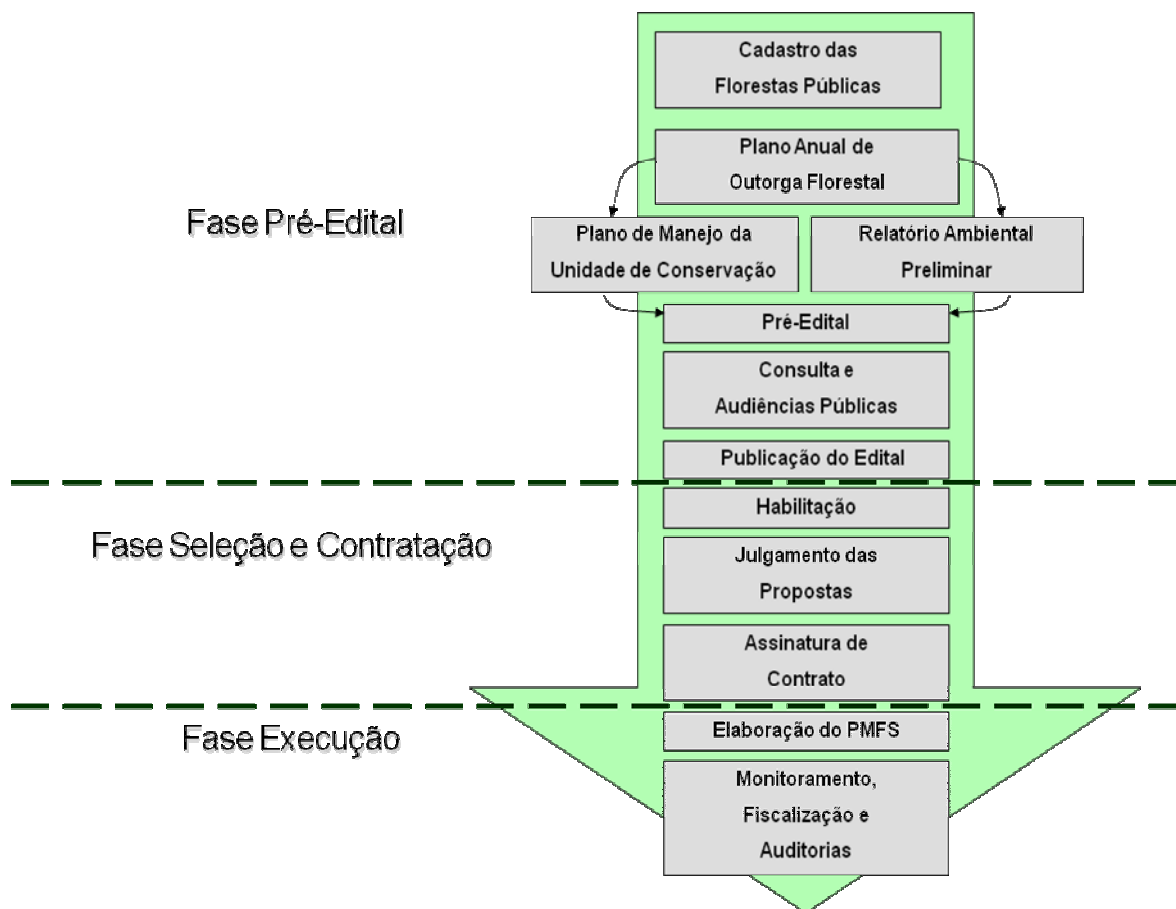 Cadastro das
Florestas Públicas
Plano Anual de
Outorga Florestal
Fase Pré-Edital
Plano de Manejo da
Unidade de Conservação
Relatório Ambiental
Preliminar
Pré-Edital
Consulta e
Audiências Públicas
Publicação do Edital
Habilitação
Fase Seleção e Contratação
Julgamento das
Propostas
Assinatura de
Contrato
Fase Execução
Elaboração do PMFS
Monitoramento,
Fiscalização e
Auditorias